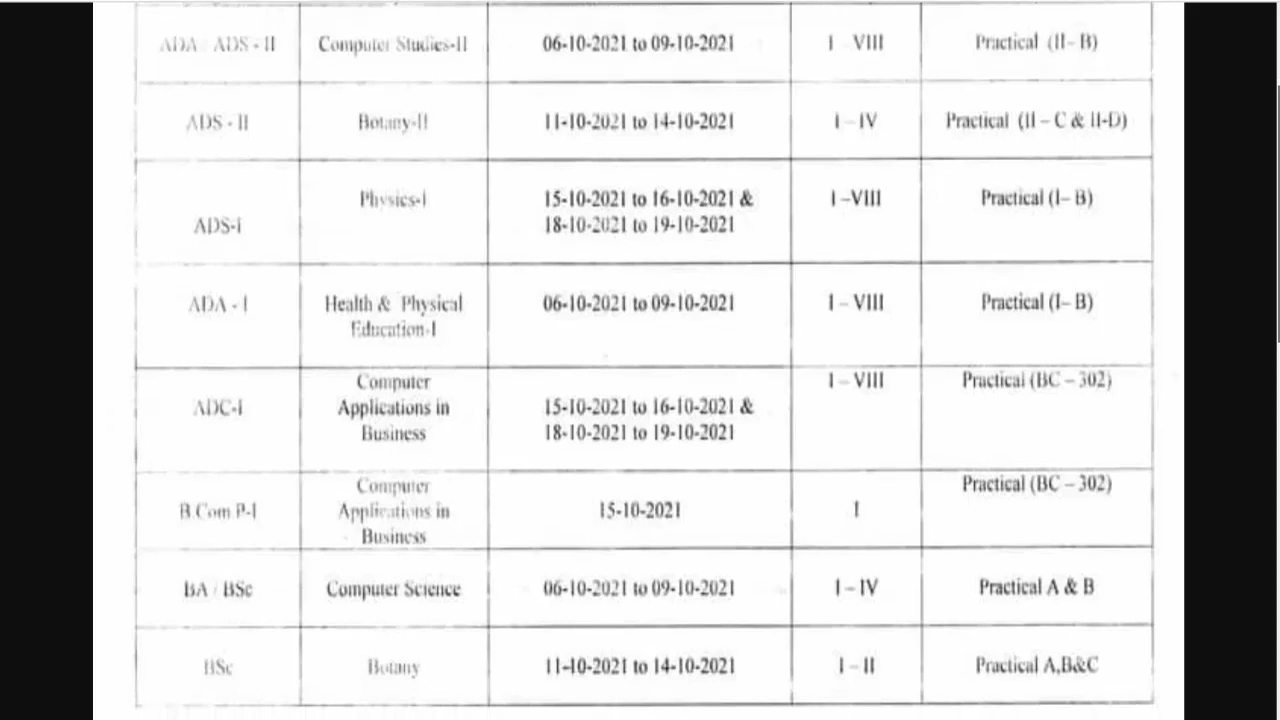 ADA / ADS - II Computer Studies-II 06-10-2021 to 09-10-2021 I – VIII Practical (II– B)
ADS - II Botany-II 11-10-2021 to 14-10-2021 I – IV Practical (II – C & II-D)
Physics-I 15-10-2021 to 16-10-2021 & I –VIII Practical (I– B)
ADS-I 18-10-2021 to 19-10-2021
ADA - I Health & Physical 06-10-2021 to 09-10-2021 I – VIII Practical (I– B)
Education-I
Computer I – VIII Practical (BC – 302)
ADC-I Applications in 15-10-2021 to 16-10-2021 &
Business 18-10-2021 to 19-10-2021
Computer Practical (BC – 302)
B.Com P-I Applications in 15-10-2021 I
Business
BA / BSc Computer Science 06-10-2021 to 09-10-2021 I – IV Practical A & B
BSc Botany 11-10-2021 to 14-10-2021 I – II Practical A,B&C